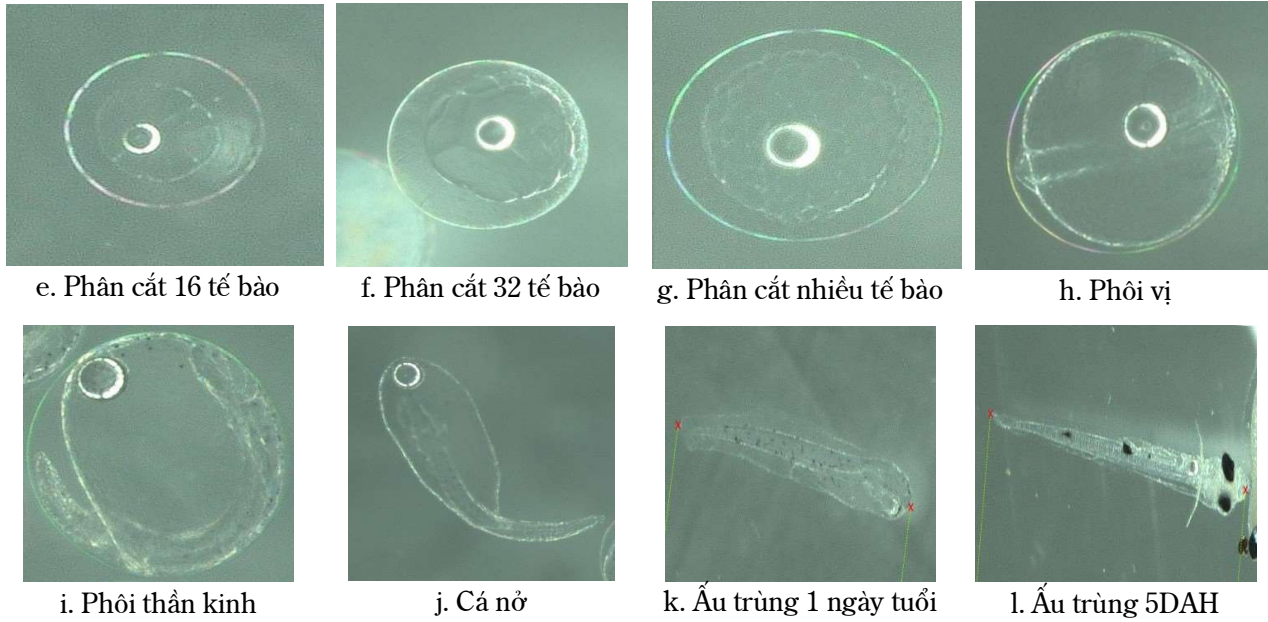 e. Phân cắt 16 tế bào
f. Phân cắt 32 tế bào
g. Phân cắt nhiều tế bào
h. Phôi vị
i. Phôi thần kinh
j. Cá nở
k. Ấu trùng 1 ngày tuổi
l. Ấu trùng 5DAH